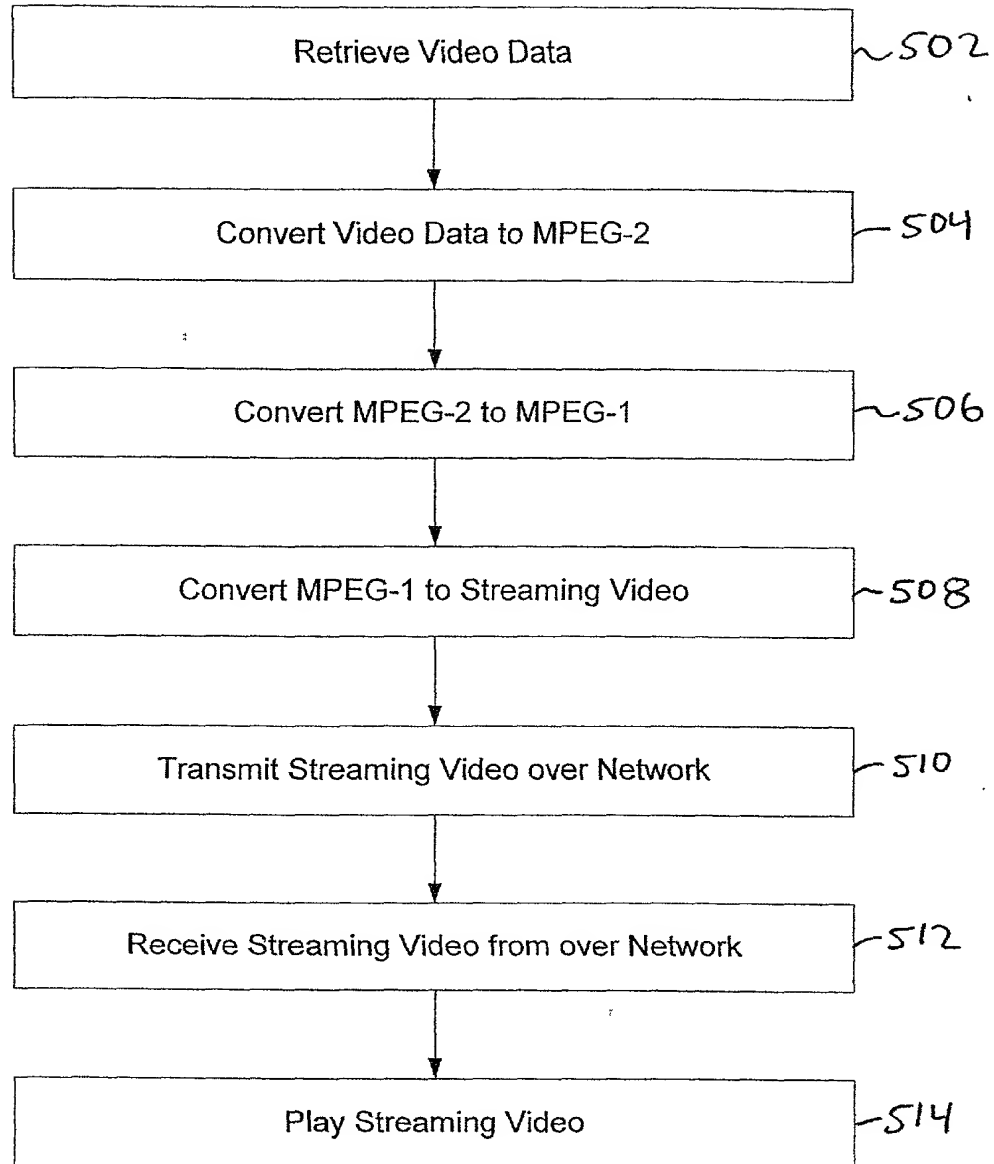 Retrieve Video Data 502
Convert Video Data to MPEG-2 504
Convert MPEG-2 to MPEG-1 506
Convert MPEG-1 to Streaming Video 508
Transmit Streaming Video over Network 510
Receive Streaming Video from over Network 512
Play Streaming Video 514